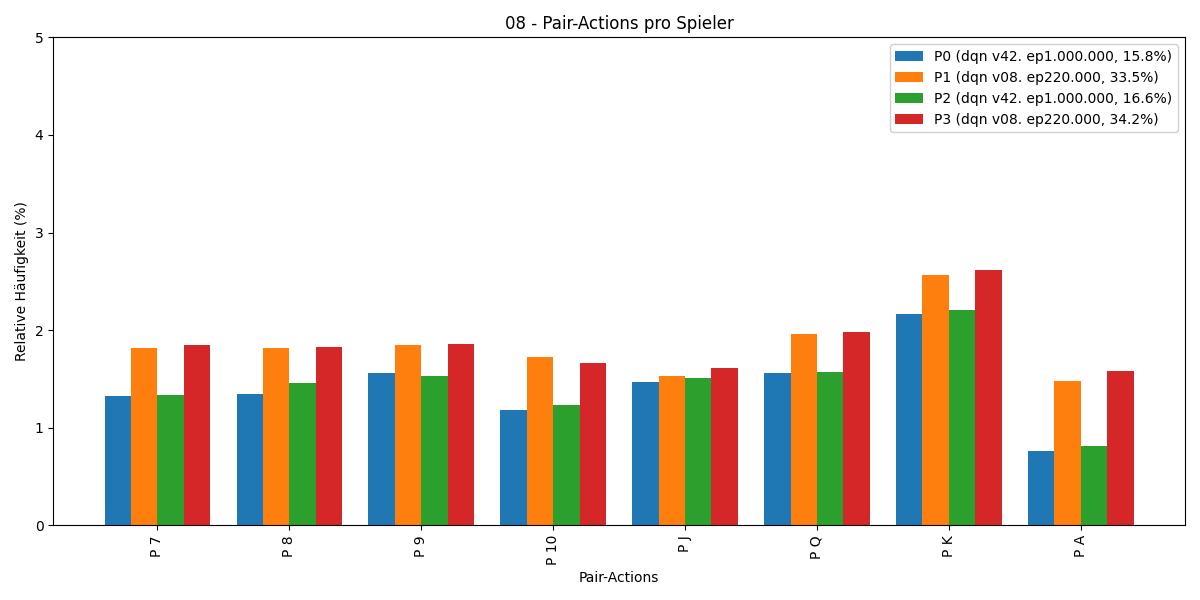 08 - Pair-Actions pro Spieler
P0 (dqn v42. ep1.000.000, 15.8%)
P1 (dqn v08. ep220.000, 33.5%)
P2 (dqn v42. ep1.000.000, 16.6%)
P3 (dqn v08. ep220.000, 34.2%)
Relative Häufigkeit (%)
5
4
3
2
1
0
P 7
P 8
P 9
P 10
P J
P Q
P K
P A
Pair-Actions